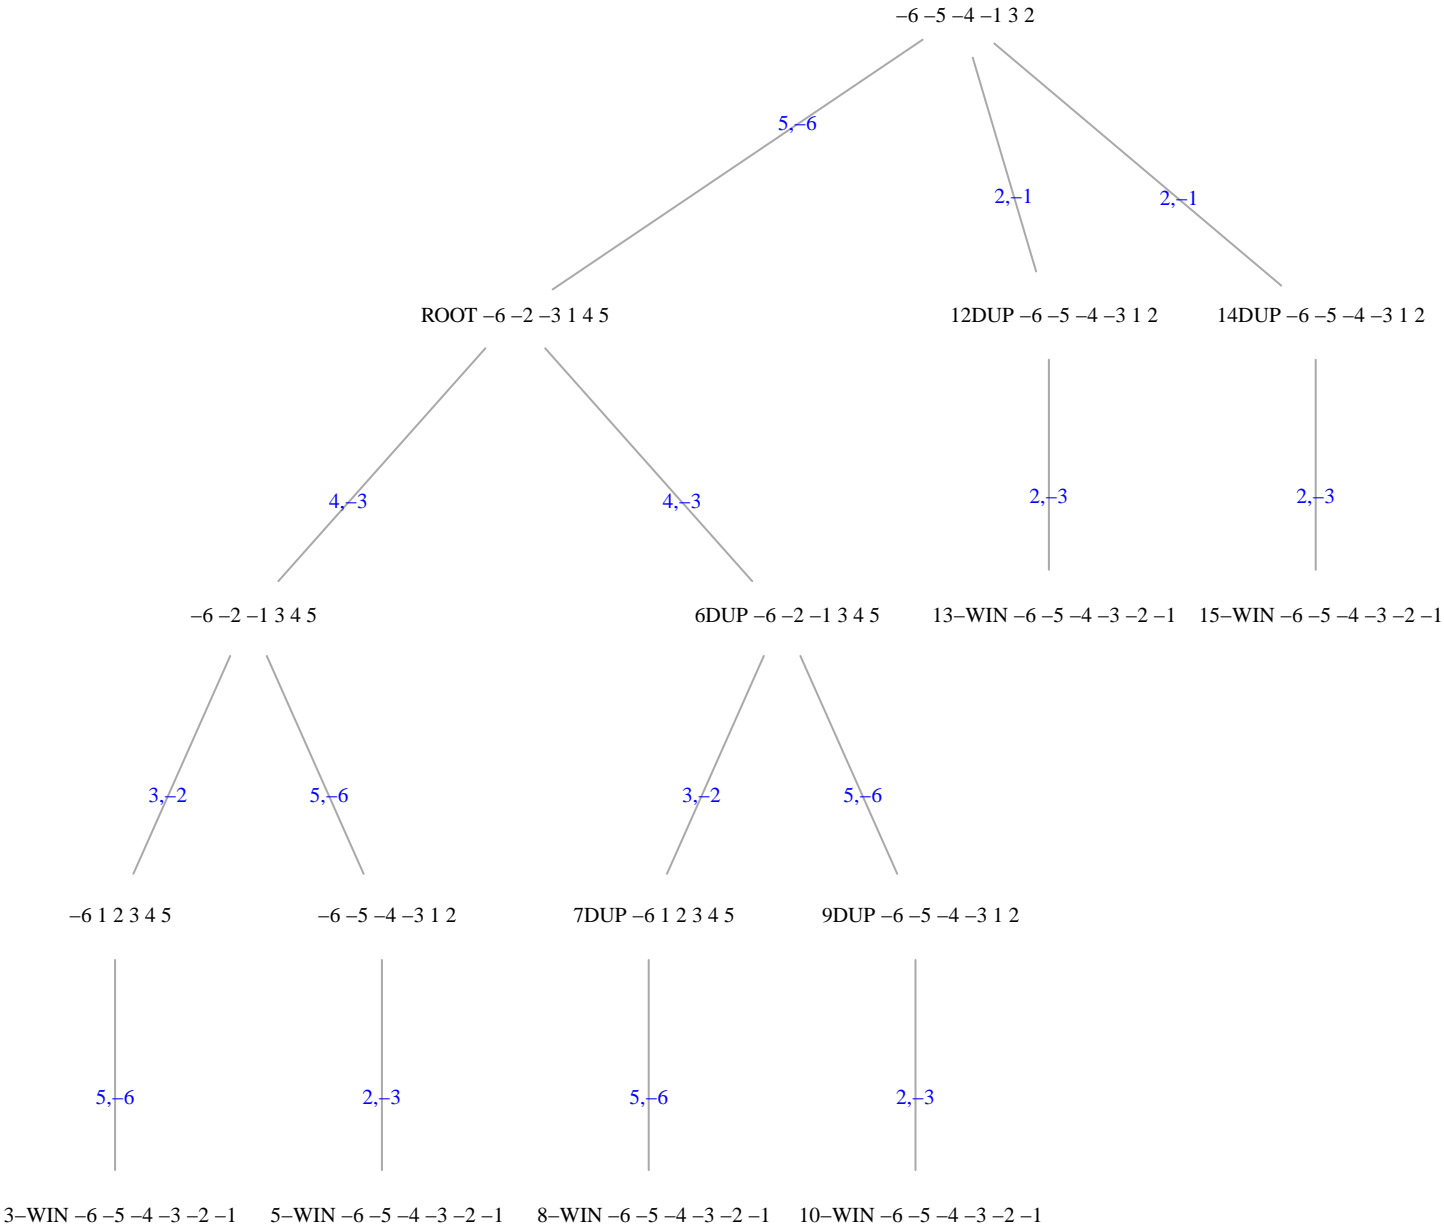 –6 –5 –4 –1 3 2
5,–6
2,–1
2,–1
ROOT –6 –2 –3 1 4 5
12DUP –6 –5 –4 –3 1 2
14DUP –6 –5 –4 –3 1 2
4,–3
4,–3
2,–3
2,–3
–6 –2 –1 3 4 5
6DUP –6 –2 –1 3 4 5
13–WIN –6 –5 –4 –3 –2 –1
15–WIN –6 –5 –4 –3 –2 –1
3,–2
5,–6
3,–2
5,–6
–6 1 2 3 4 5
–6 –5 –4 –3 1 2
7DUP –6 1 2 3 4 5
9DUP –6 –5 –4 –3 1 2
5,–6
2,–3
5,–6
2,–3
3–WIN –6 –5 –4 –3 –2 –1
5–WIN –6 –5 –4 –3 –2 –1
8–WIN –6 –5 –4 –3 –2 –1
10–WIN –6 –5 –4 –3 –2 –1